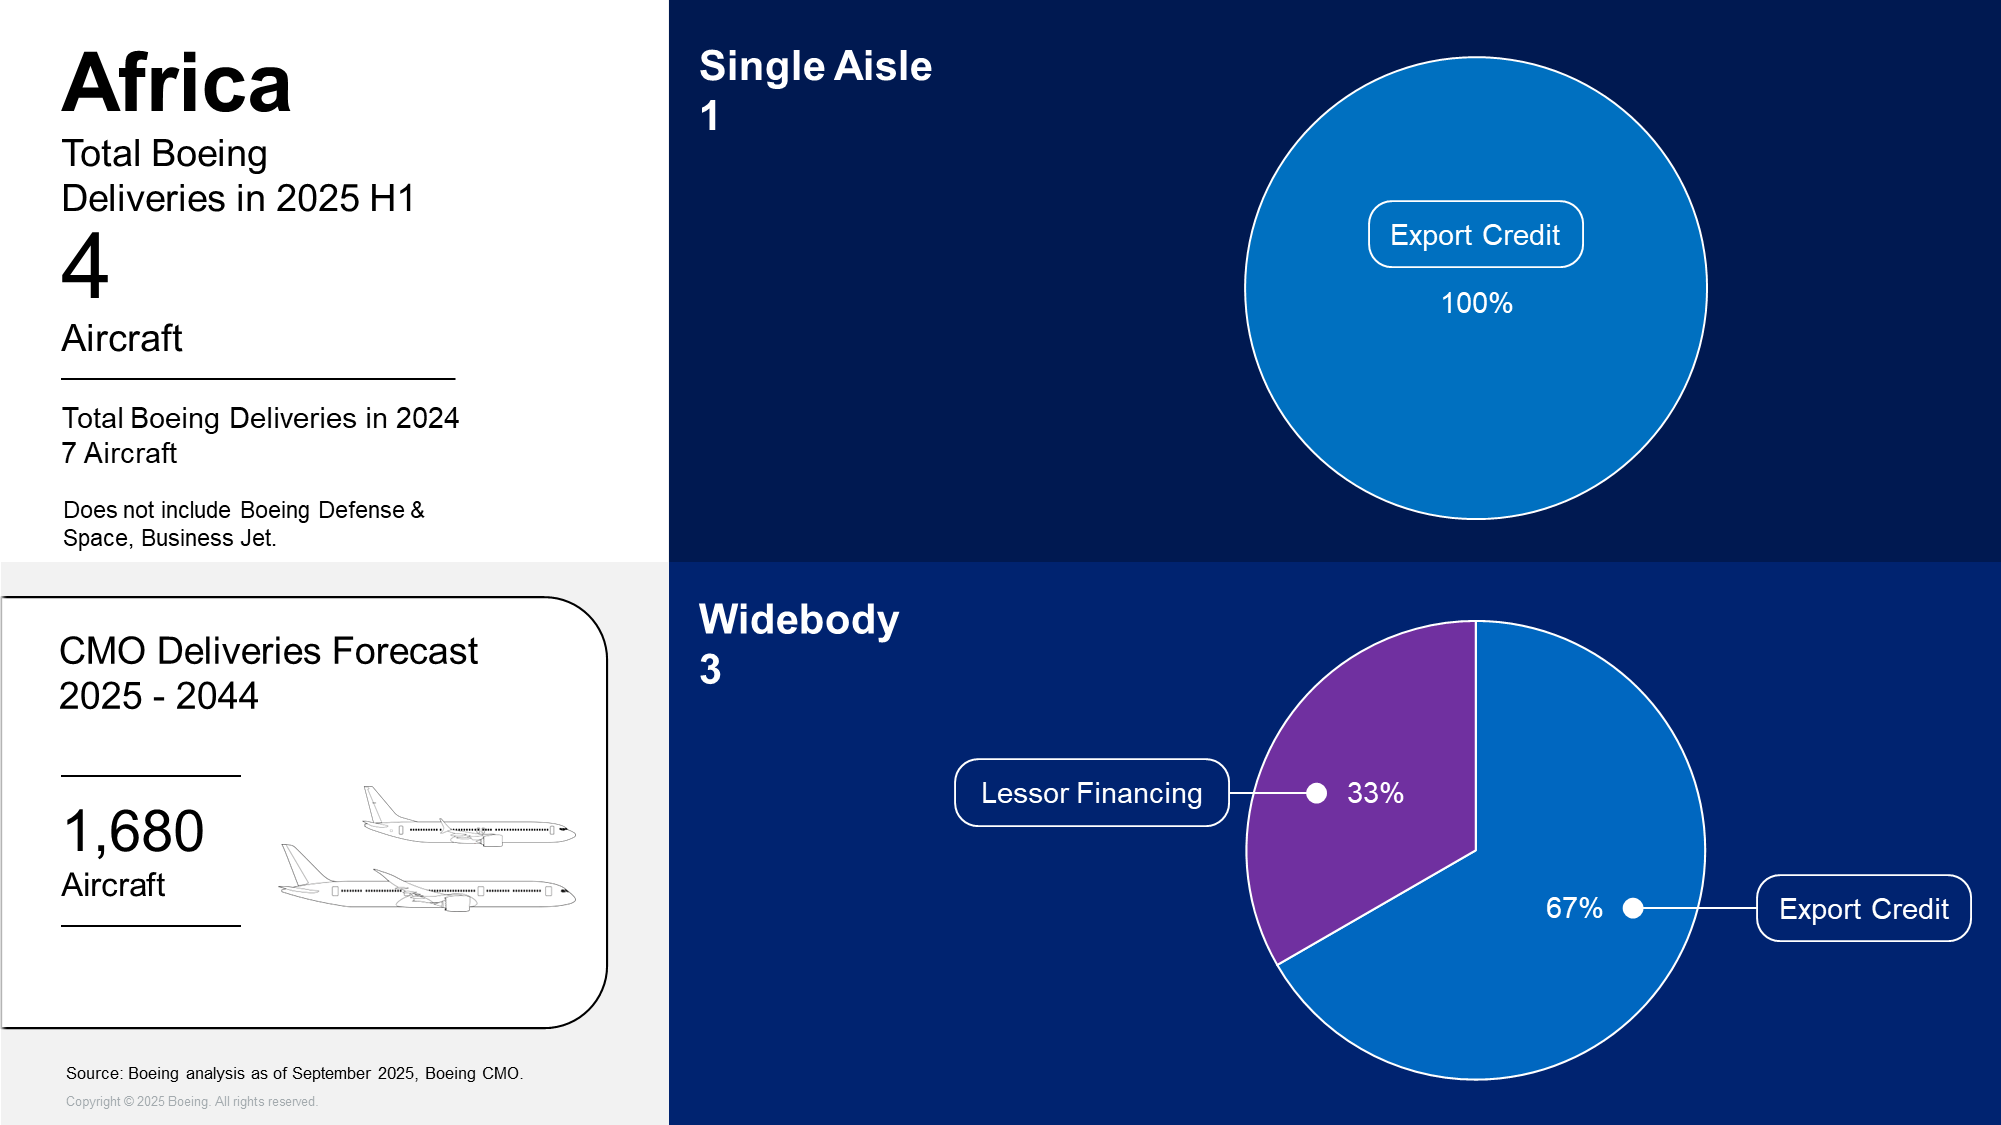 Africa
Total Boeing
Deliveries in 2025 H1
4
Aircraft
Total Boeing Deliveries in 2024
7 Aircraft
Does not include Boeing Defense &
Space, Business Jet.
CMO Deliveries Forecast
2025 - 2044
1,680
Aircraft
Source: Boeing analysis as of September 2025, Boeing CMO.
Copyright © 2025 Boeing. All rights reserved.
Single Aisle
1
Export Credit
100%
Widebody
3
Lessor Financing
33%
67%
Export Credit